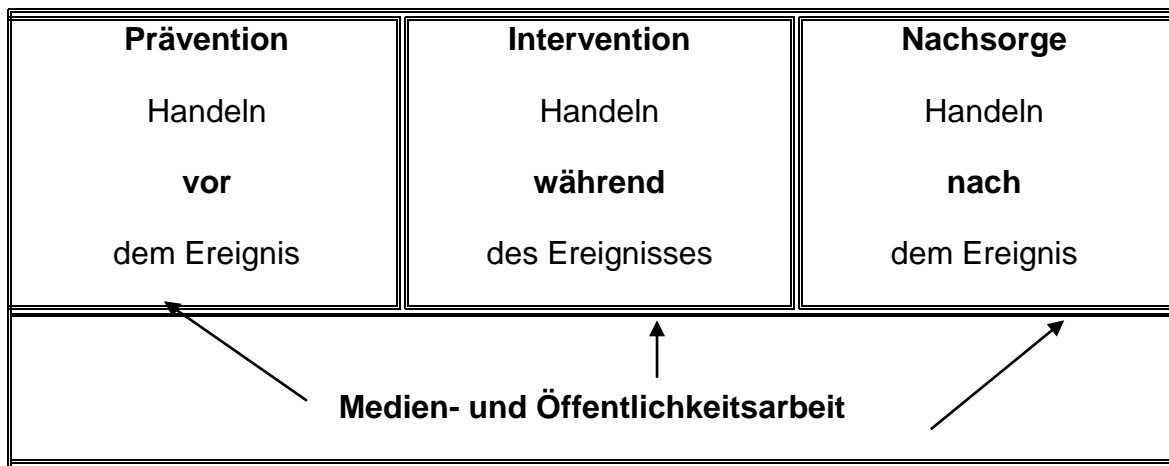 Prävention
Handeln
vor
dem Ereignis
Intervention
Handeln
während
des Ereignisses
Nachsorge
Handeln
nach
dem Ereignis
Medien- und Öffentlichkeitsarbeit